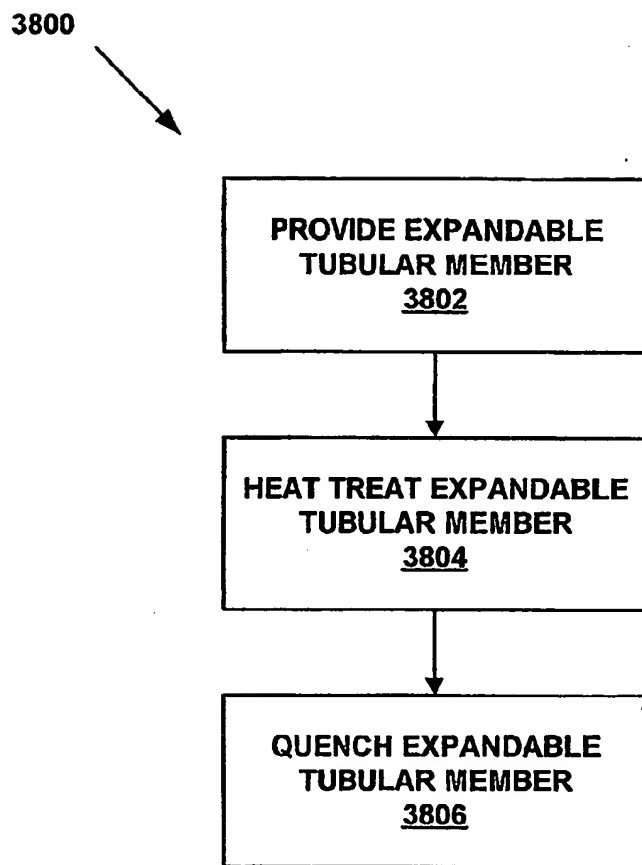 3800
PROVIDE EXPANDABLE
TUBULAR MEMBER
3802
HEAT TREAT EXPANDABLE
TUBULAR MEMBER
3804
QUENCH EXPANDABLE
TUBULAR MEMBER
3806